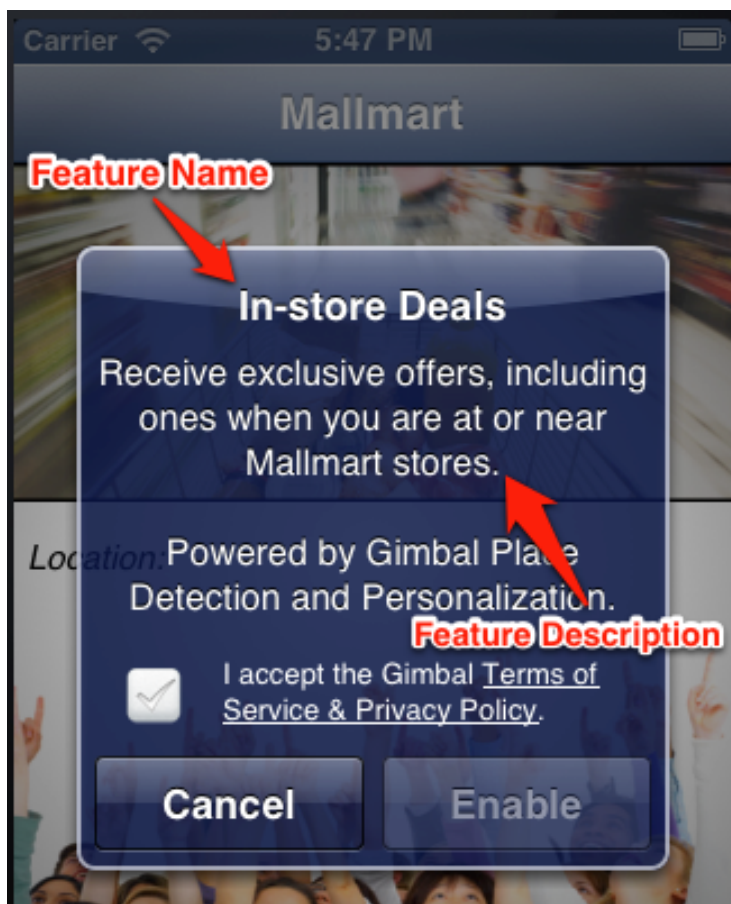 Carrier 5:47 PM
Mallmart
Feature Name
In-store Deals
Receive exclusive offers, including
ones when you are at or near
Mallmart stores.
Location:
Powered by Gimbal Place
Detection and Personalization.
Feature Description
I accept the Gimbal Terms of
Service & Privacy Policy.
Cancel
Enable